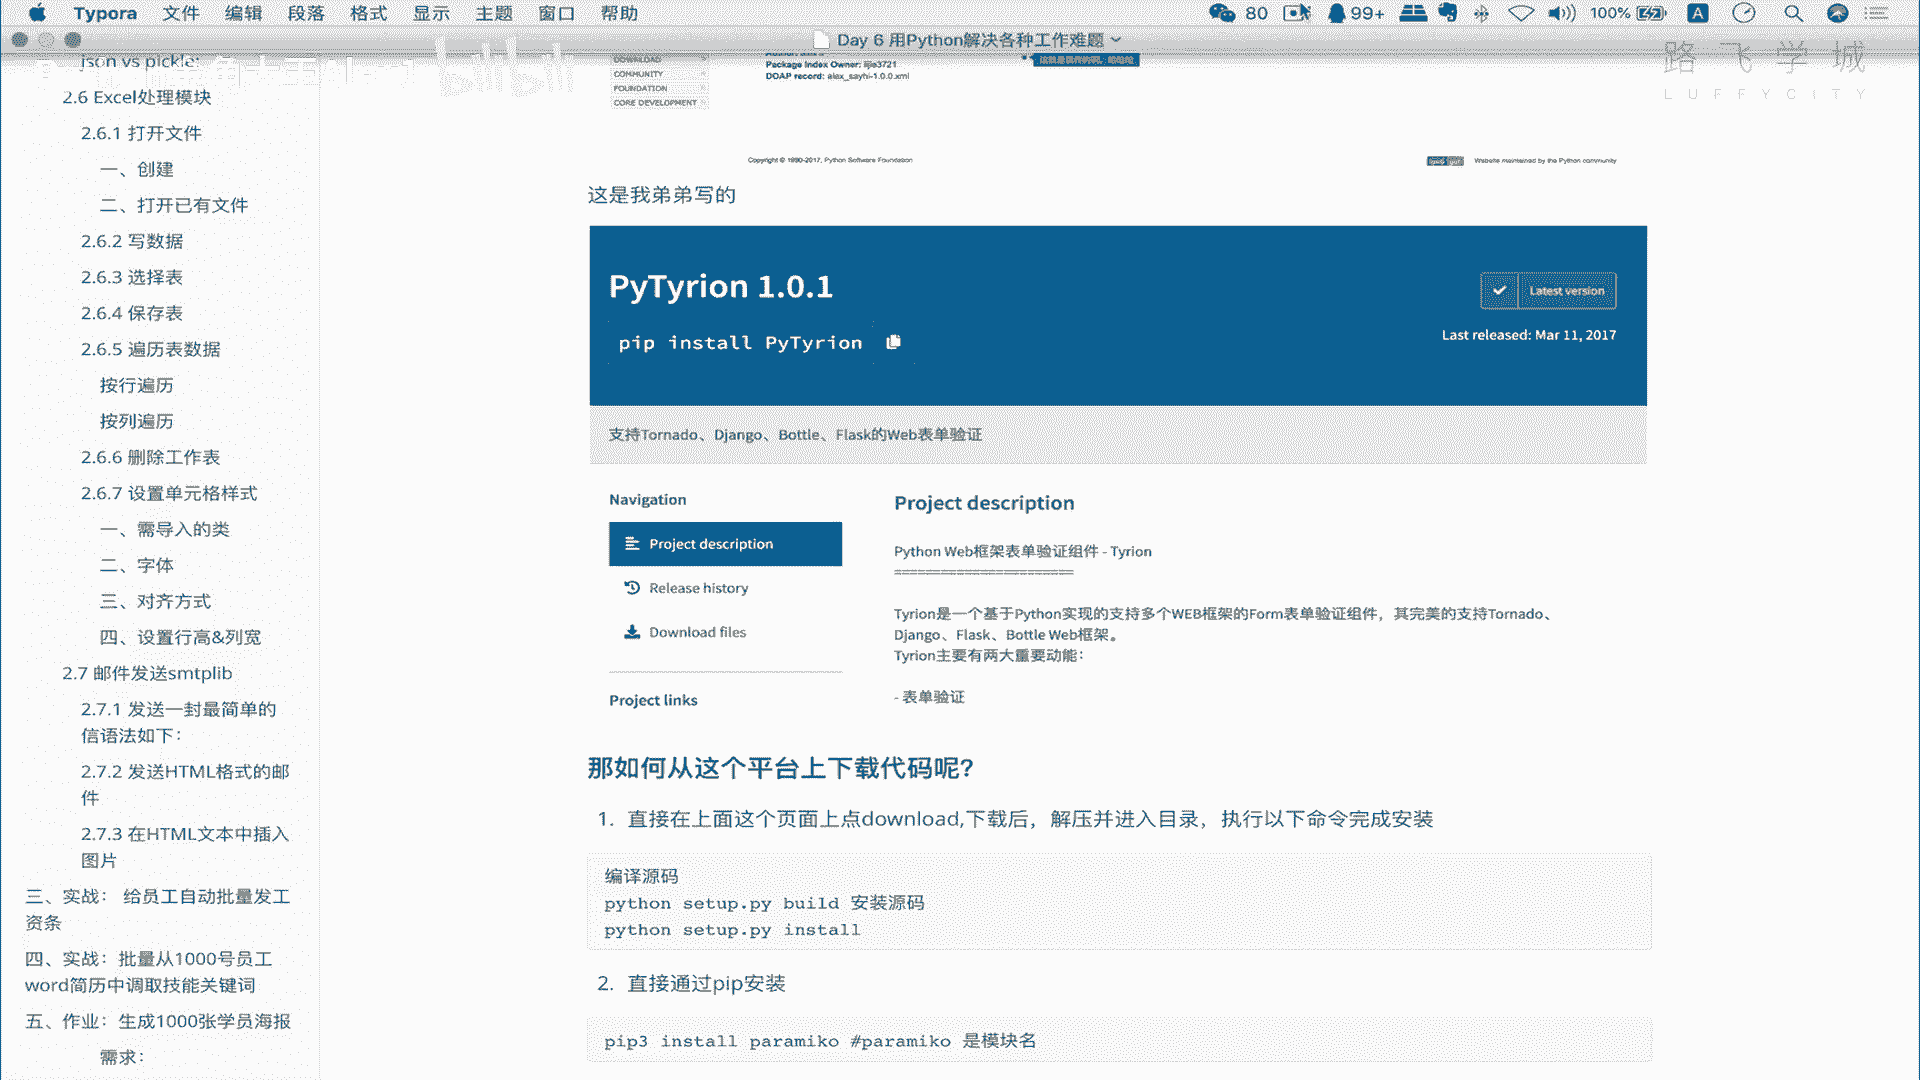 Typora 文件 编辑 段落 格式 显示 主题 窗口 帮助 80 99+ 100% A
Day 6 用Python解决各种工作难题
路飞学城
LUFFYCITY
json vs pickle:
2.6 Excel处理模块
2.6.1 打开文件
一、创建
二、打开已有文件
2.6.2 写数据
2.6.3 选择表
2.6.4 保存表
2.6.5 遍历表数据
按行遍历
按列遍历
2.6.6 删除工作表
2.6.7 设置单元格样式
一、需导入的类
二、字体
三、对齐方式
四、设置行高&列宽
2.7 邮件发送smtplib
2.7.1 发送一封最简单的
信语法如下：
2.7.2 发送HTML格式的邮
件
2.7.3 在HTML文本中插入
图片
三、实战： 给员工自动批量发工
资条
四、实战：批量从1000号员工
word简历中调取技能关键词
五、作业：生成1000张学员海报
需求：
DOWNLOAD
COMMUNITY
FOUNDATION
CORE DEVELOPMENT
Package Index Owner: lijie3721
DOAP record: alex_sayhi-1.0.0.xml
Copyright © 1990-2017, Python Software Foundation
Website maintained by the Python community
这是我弟弟写的
PyTyrion 1.0.1
pip install PyTyrion
Latest version
Last released: Mar 11, 2017
支持Tornado、Django、Bottle、Flask的Web表单验证
Navigation
Project description
Release history
Download files
Project links
Project description
Python Web框架表单验证组件 - Tyrion
======================
Tyrion是一个基于Python实现的支持多个WEB框架的Form表单验证组件，其完美的支持Tornado、
Django、Flask、Bottle Web框架。
Tyrion主要有两大重要动能：
- 表单验证
那如何从这个平台上下载代码呢?
1. 直接在上面这个页面上点download,下载后，解压并进入目录，执行以下命令完成安装
编译源码
python setup.py build 安装源码
python setup.py install
2. 直接通过pip安装
pip3 install paramiko #paramiko 是模块名